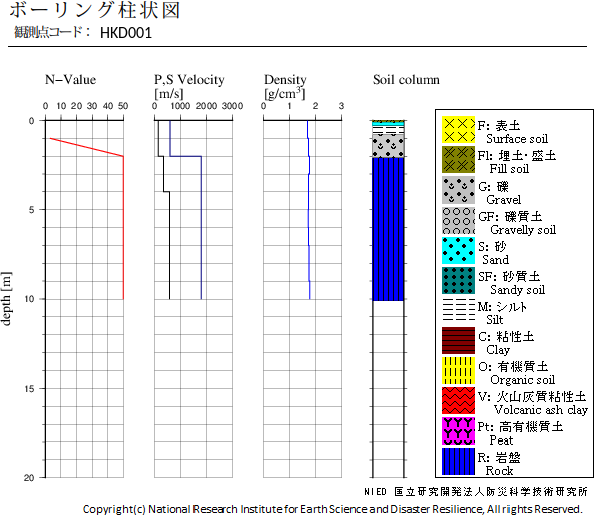 ボーリング柱状図
観測点コード： HKD001
N−Value
P,S Velocity
[m/s]
Density
[g/cm³]
Soil column
0 10 20 30 40 50
0 1000 2000 3000
0 1 2 3
0
5
10
15
20
depth [m]
F: 表土
Surface soil
Fl: 埋土・盛土
Fill soil
G: 礫
Gravel
GF: 礫質土
Gravelly soil
S: 砂
Sand
SF: 砂質土
Sandy soil
M: シルト
Silt
C: 粘性土
Clay
O: 有機質土
Organic soil
V: 火山灰質粘性土
Volcanic ash clay
Pt: 高有機質土
Peat
R: 岩盤
Rock
NIED 国立研究開発法人防災科学技術研究所
Copyright(c) National Research Institute for Earth Science and Disaster Resilience, All rights Reserved.